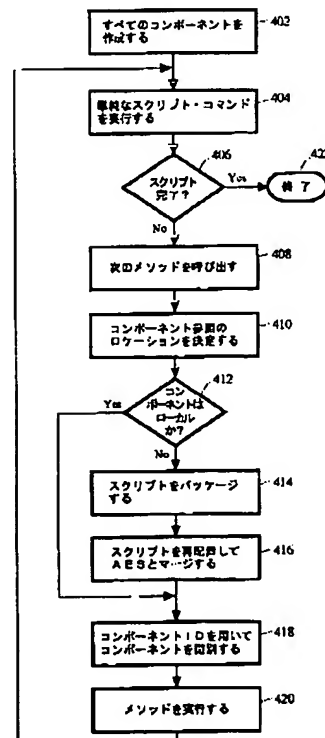 すべてのコンポーネントを
作成する
402
単純なスクリプト・コマンド
を実行する
404
スクリプト
完了?
406
Yes
終 了
422
No
次のメソッドを呼び出す
408
コンポーネント参照の
ロケーションを決定する
410
コン
ポーネントは
ローカル
か?
412
Yes
No
スクリプトをパッケージ
する
414
スクリプトを再配置して
AESとマージする
416
コンポーネントIDを用いて
コンポーネントを識別する
418
メソッドを実行する
420